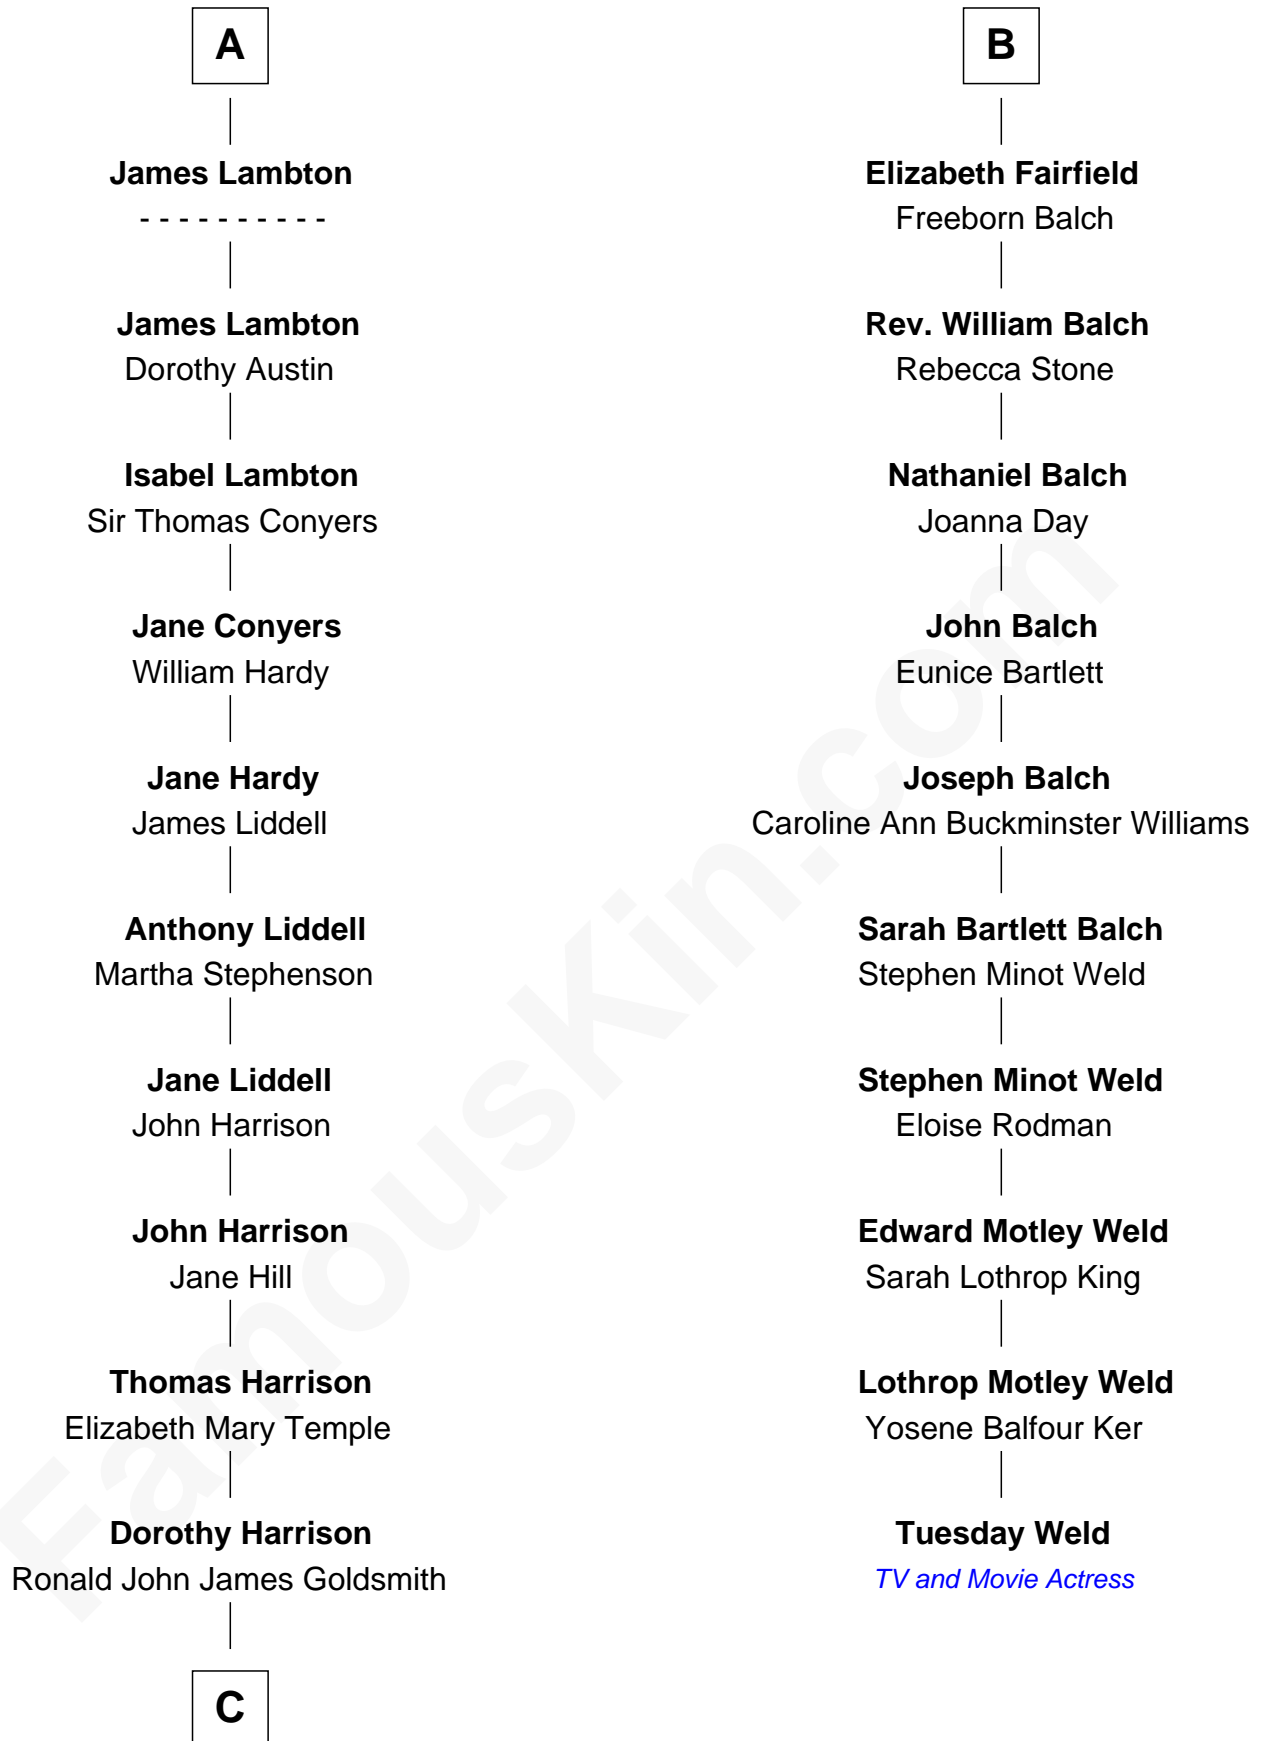 A
James Lambton
- - - - - - - - - -
James Lambton
Dorothy Austin
Isabel Lambton
Sir Thomas Conyers
Jane Conyers
William Hardy
Jane Hardy
James Liddell
Anthony Liddell
Martha Stephenson
Jane Liddell
John Harrison
John Harrison
Jane Hill
Thomas Harrison
Elizabeth Mary Temple
Dorothy Harrison
Ronald John James Goldsmith
C
B
Elizabeth Fairfield
Freeborn Balch
Rev. William Balch
Rebecca Stone
Nathaniel Balch
Joanna Day
John Balch
Eunice Bartlett
Joseph Balch
Caroline Ann Buckminster Williams
Sarah Bartlett Balch
Stephen Minot Weld
Stephen Minot Weld
Eloise Rodman
Edward Motley Weld
Sarah Lothrop King
Lothrop Motley Weld
Yosene Balfour Ker
Tuesday Weld
TV and Movie Actress
FamousKin.com